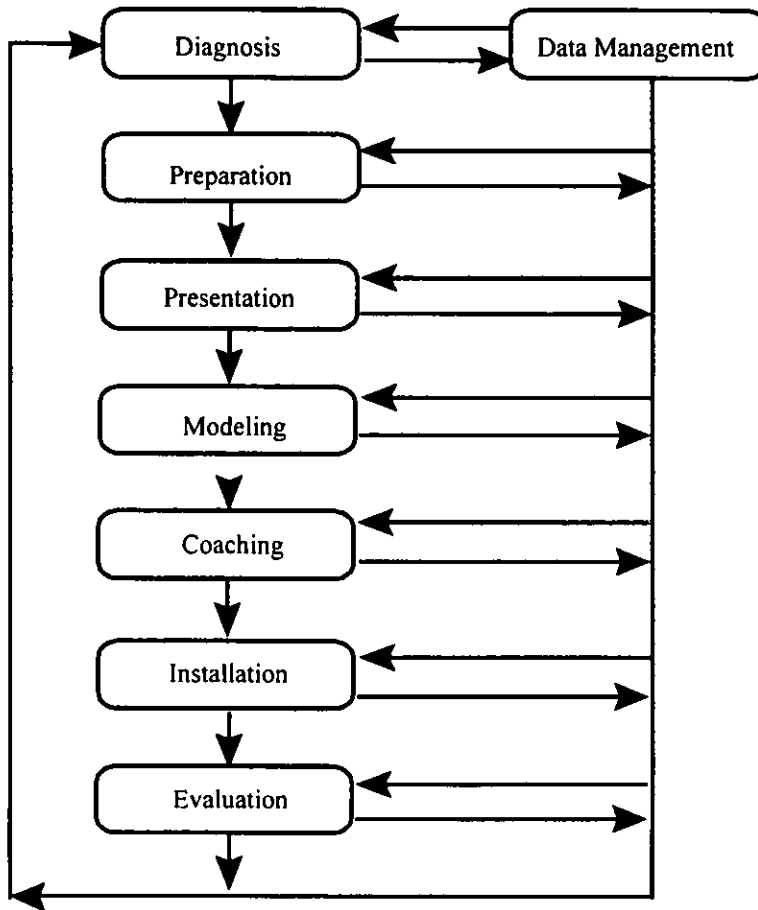 Diagnosis
Data Management
Preparation
Presentation
Modeling
Coaching
Installation
Evaluation